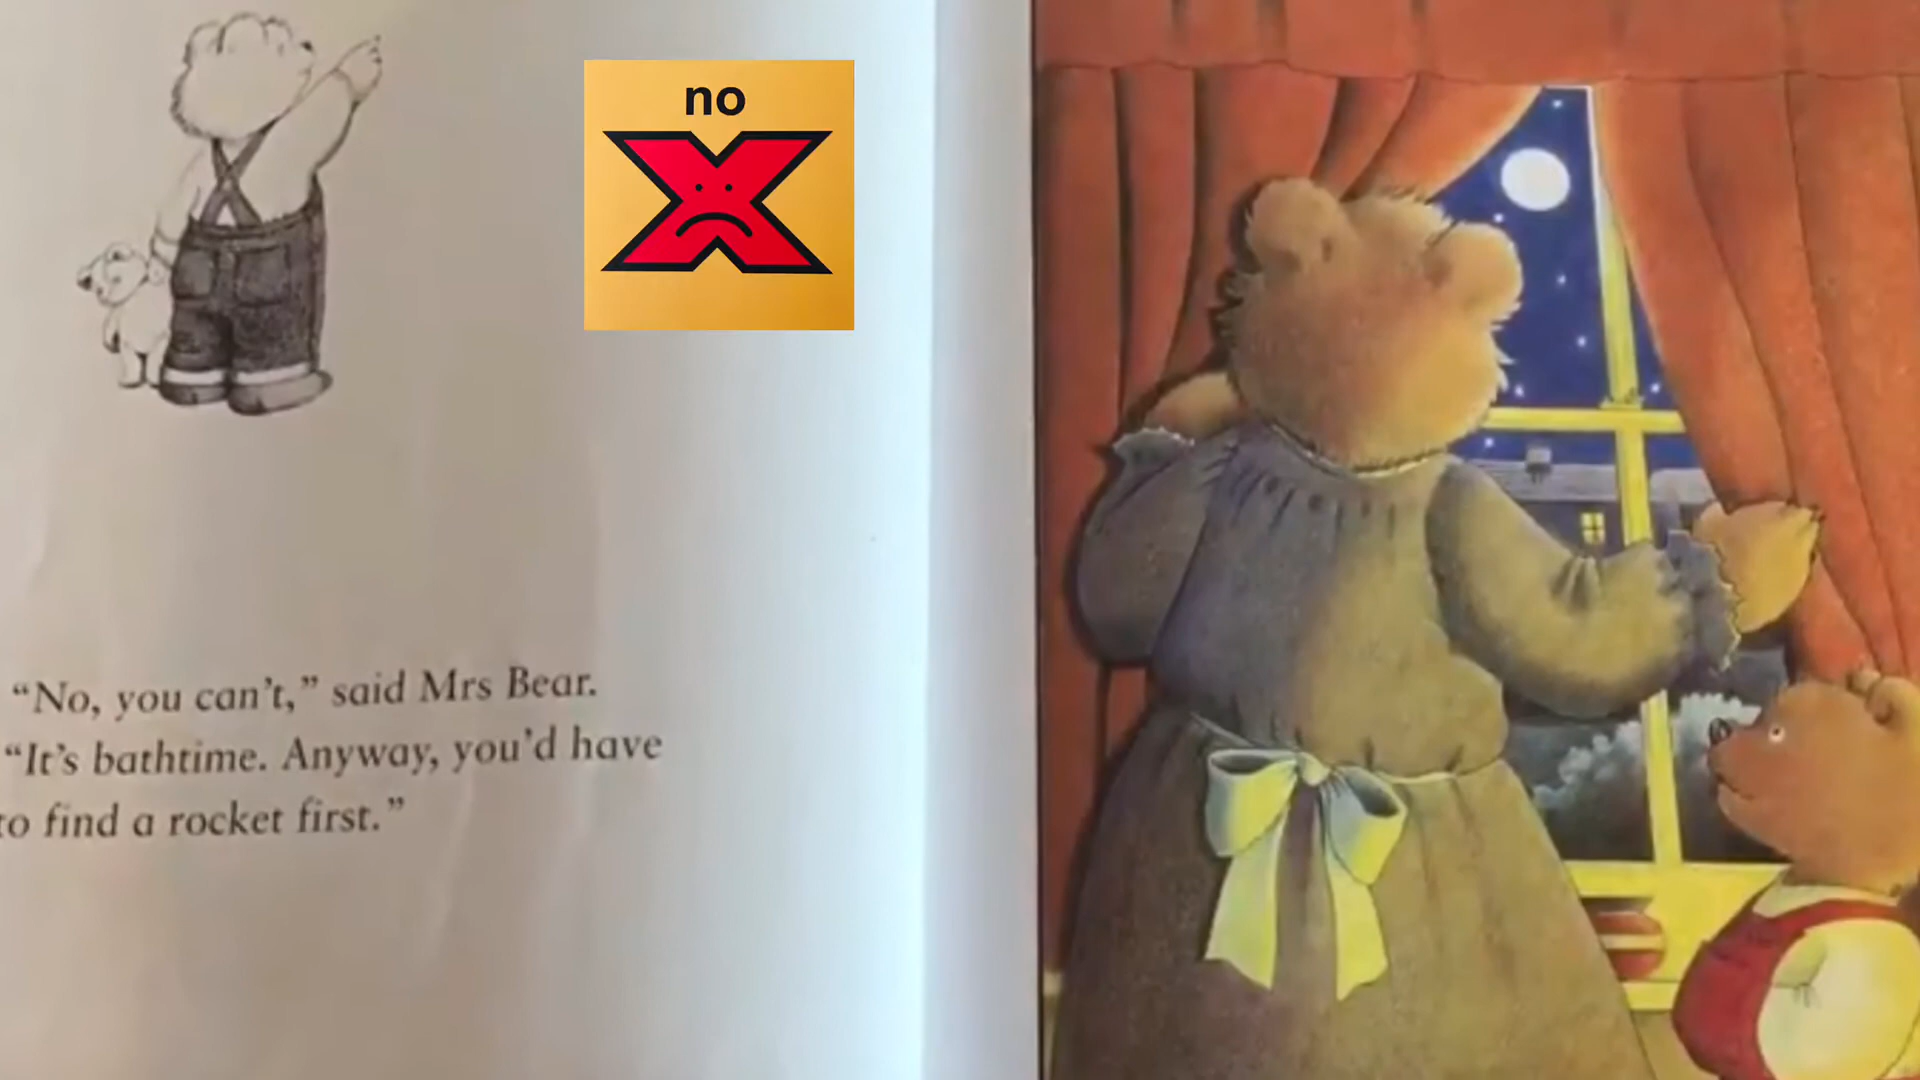 no
“No, you can’t,” said Mrs Bear.
“It’s bathtime. Anyway, you’d have
to find a rocket first.”